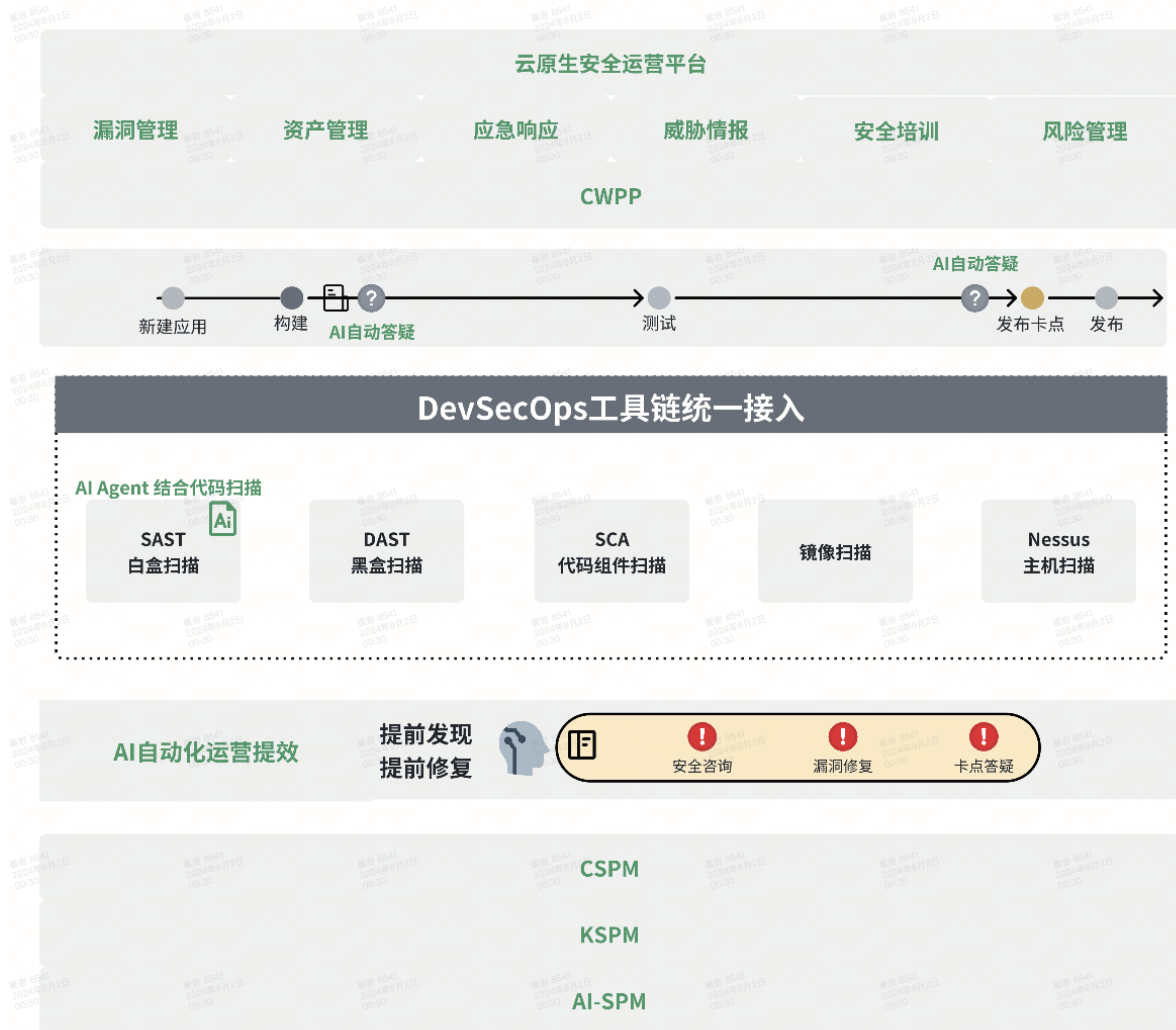 云原生安全运营平台
漏洞管理
资产管理
应急响应
威胁情报
安全培训
风险管理
CWPP
AI自动答疑
新建应用
构建
AI自动答疑
测试
发布卡点
发布
DevSecOps工具链统一接入
AI Agent 结合代码扫描
Ai
SAST
白盒扫描
DAST
黑盒扫描
SCA
代码组件扫描
镜像扫描
Nessus
主机扫描
AI自动化运营提效
提前发现
提前修复
安全咨询
漏洞修复
卡点答疑
CSPM
KSPM
AI-SPM